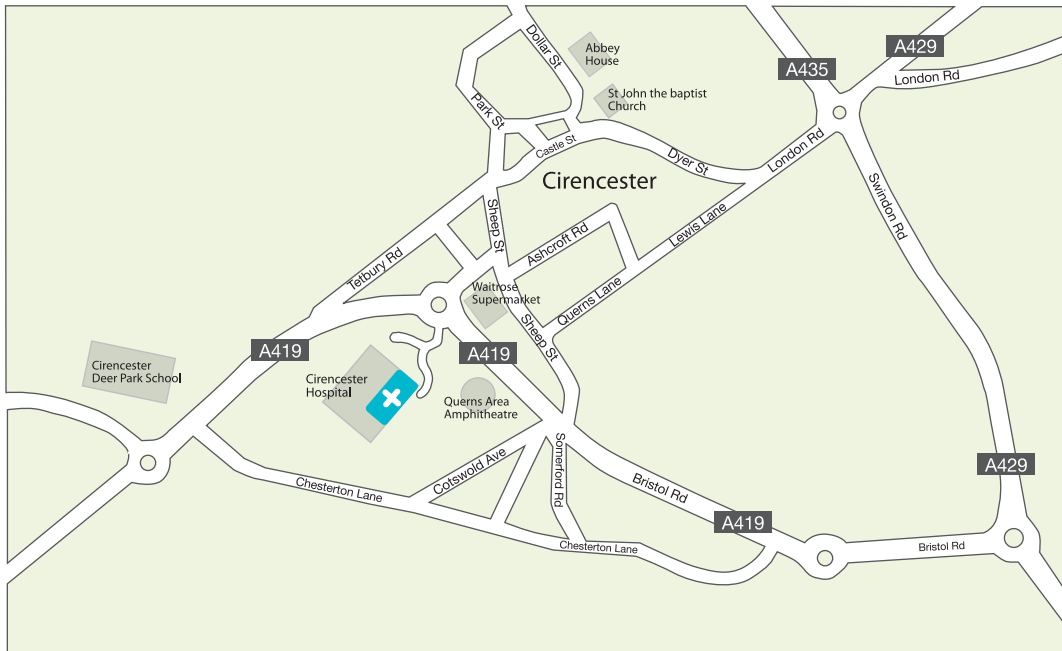 Dollar St
Abbey
House
A429
A435
London Rd
Park St
St John the baptist
Church
Castle St
Dyer St
London Rd
Cirencester
Swindon Rd
Sheep St
Lewis Lane
Ashcroft Rd
Tetbury Rd
Waitrose
Supermarket
Querns Lane
Sheep St
A419
A419
Cirencester
Deer Park School
Cirencester
Hospital
Querns Area
Amphitheatre
Cotswold Ave
Somerford Rd
Chesterton Lane
Bristol Rd
A429
A419
Chesterton Lane
Bristol Rd